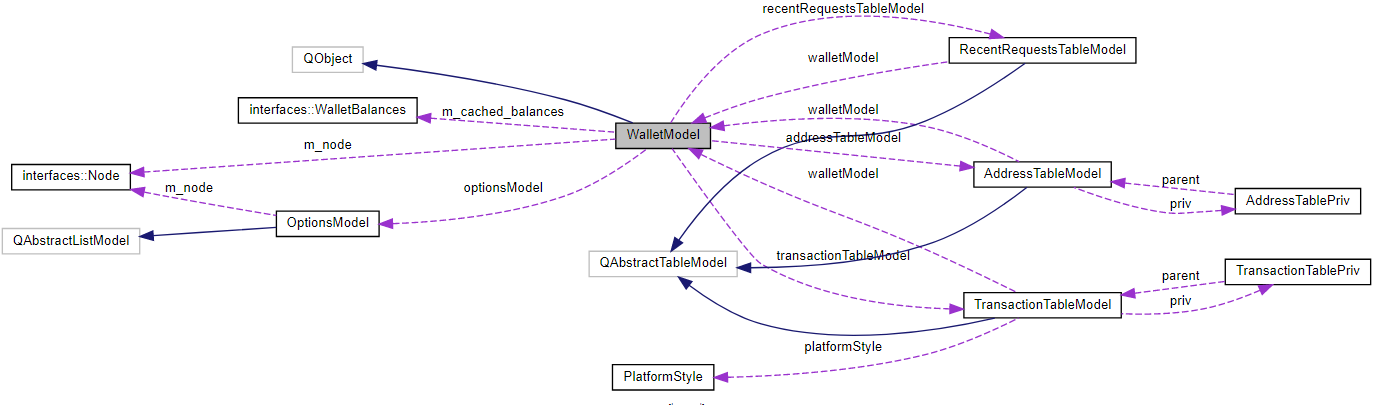 recentRequestsTableModel
RecentRequestsTableModel
QObject
walletModel
interfaces::WalletBalances
m_cached_balances
walletModel
WalletModel
addressTableModel
m_node
interfaces::Node
walletModel
AddressTableModel
parent
m_node
optionsModel
priv
AddressTablePriv
OptionsModel
QAbstractListModel
QAbstractTableModel
transactionTableModel
parent
TransactionTablePriv
TransactionTableModel
priv
platformStyle
PlatformStyle